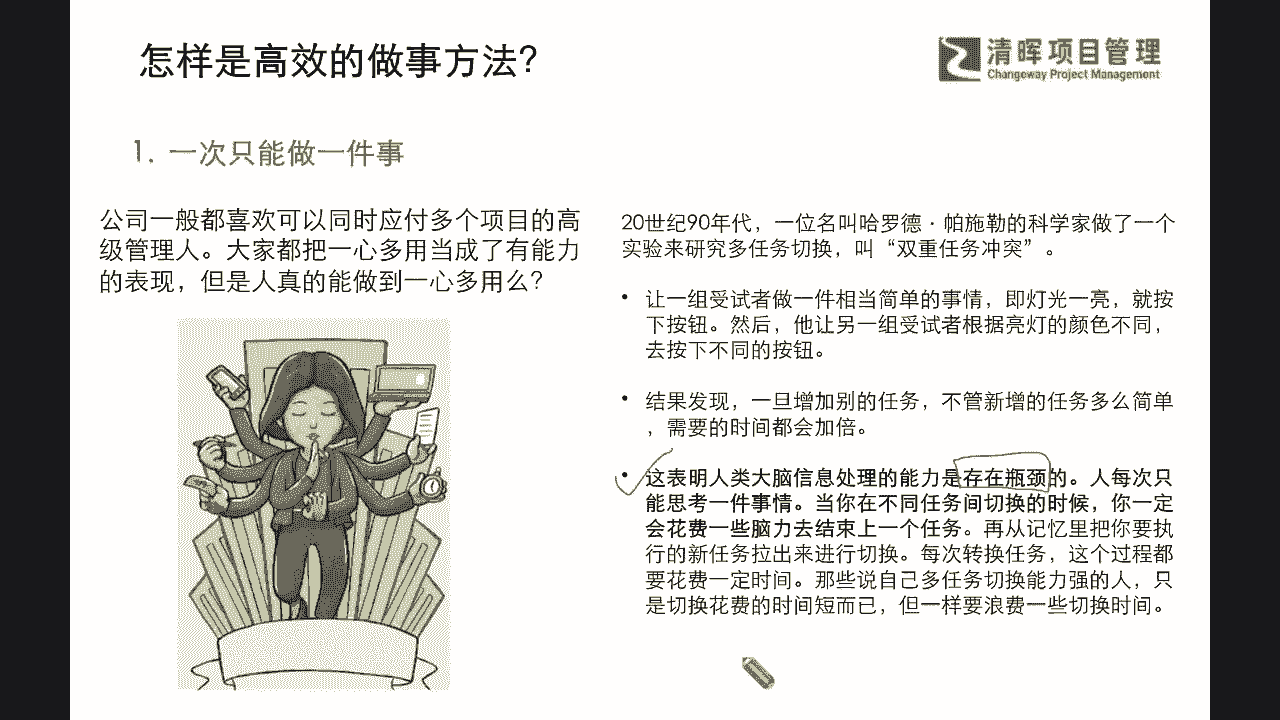 怎样是高效的做事方法?
清晖项目管理
Changeway Project Management
1. 一次只能做一件事
公司一般都喜欢可以同时应付多个项目的高
级管理人。大家都把一心多用当成了有能力
的表现，但是人真的能做到一心多用么?
20世纪90年代，一位名叫哈罗德·帕施勒的科学家做了一个
实验来研究多任务切换，叫“双重任务冲突”。
• 让一组受试者做一件相当简单的事情，即灯光一亮，就按
下按钮。然后，他让另一组受试者根据亮灯的颜色不同，
去按下不同的按钮。
• 结果发现，一旦增加别的任务，不管新增的任务多么简单
，需要的时间都会加倍。
• 这表明人类大脑信息处理的能力是存在瓶颈的。人每次只
能思考一件事情。当你在不同任务间切换的时候，你一定
会花费一些脑力去结束上一个任务。再从记忆里把你要执
行的新任务拉出来进行切换。每次转换任务，这个过程都
要花费一定时间。那些说自己多任务切换能力强的人，只
是切换花费的时间短而已，但一样要浪费一些切换时间。